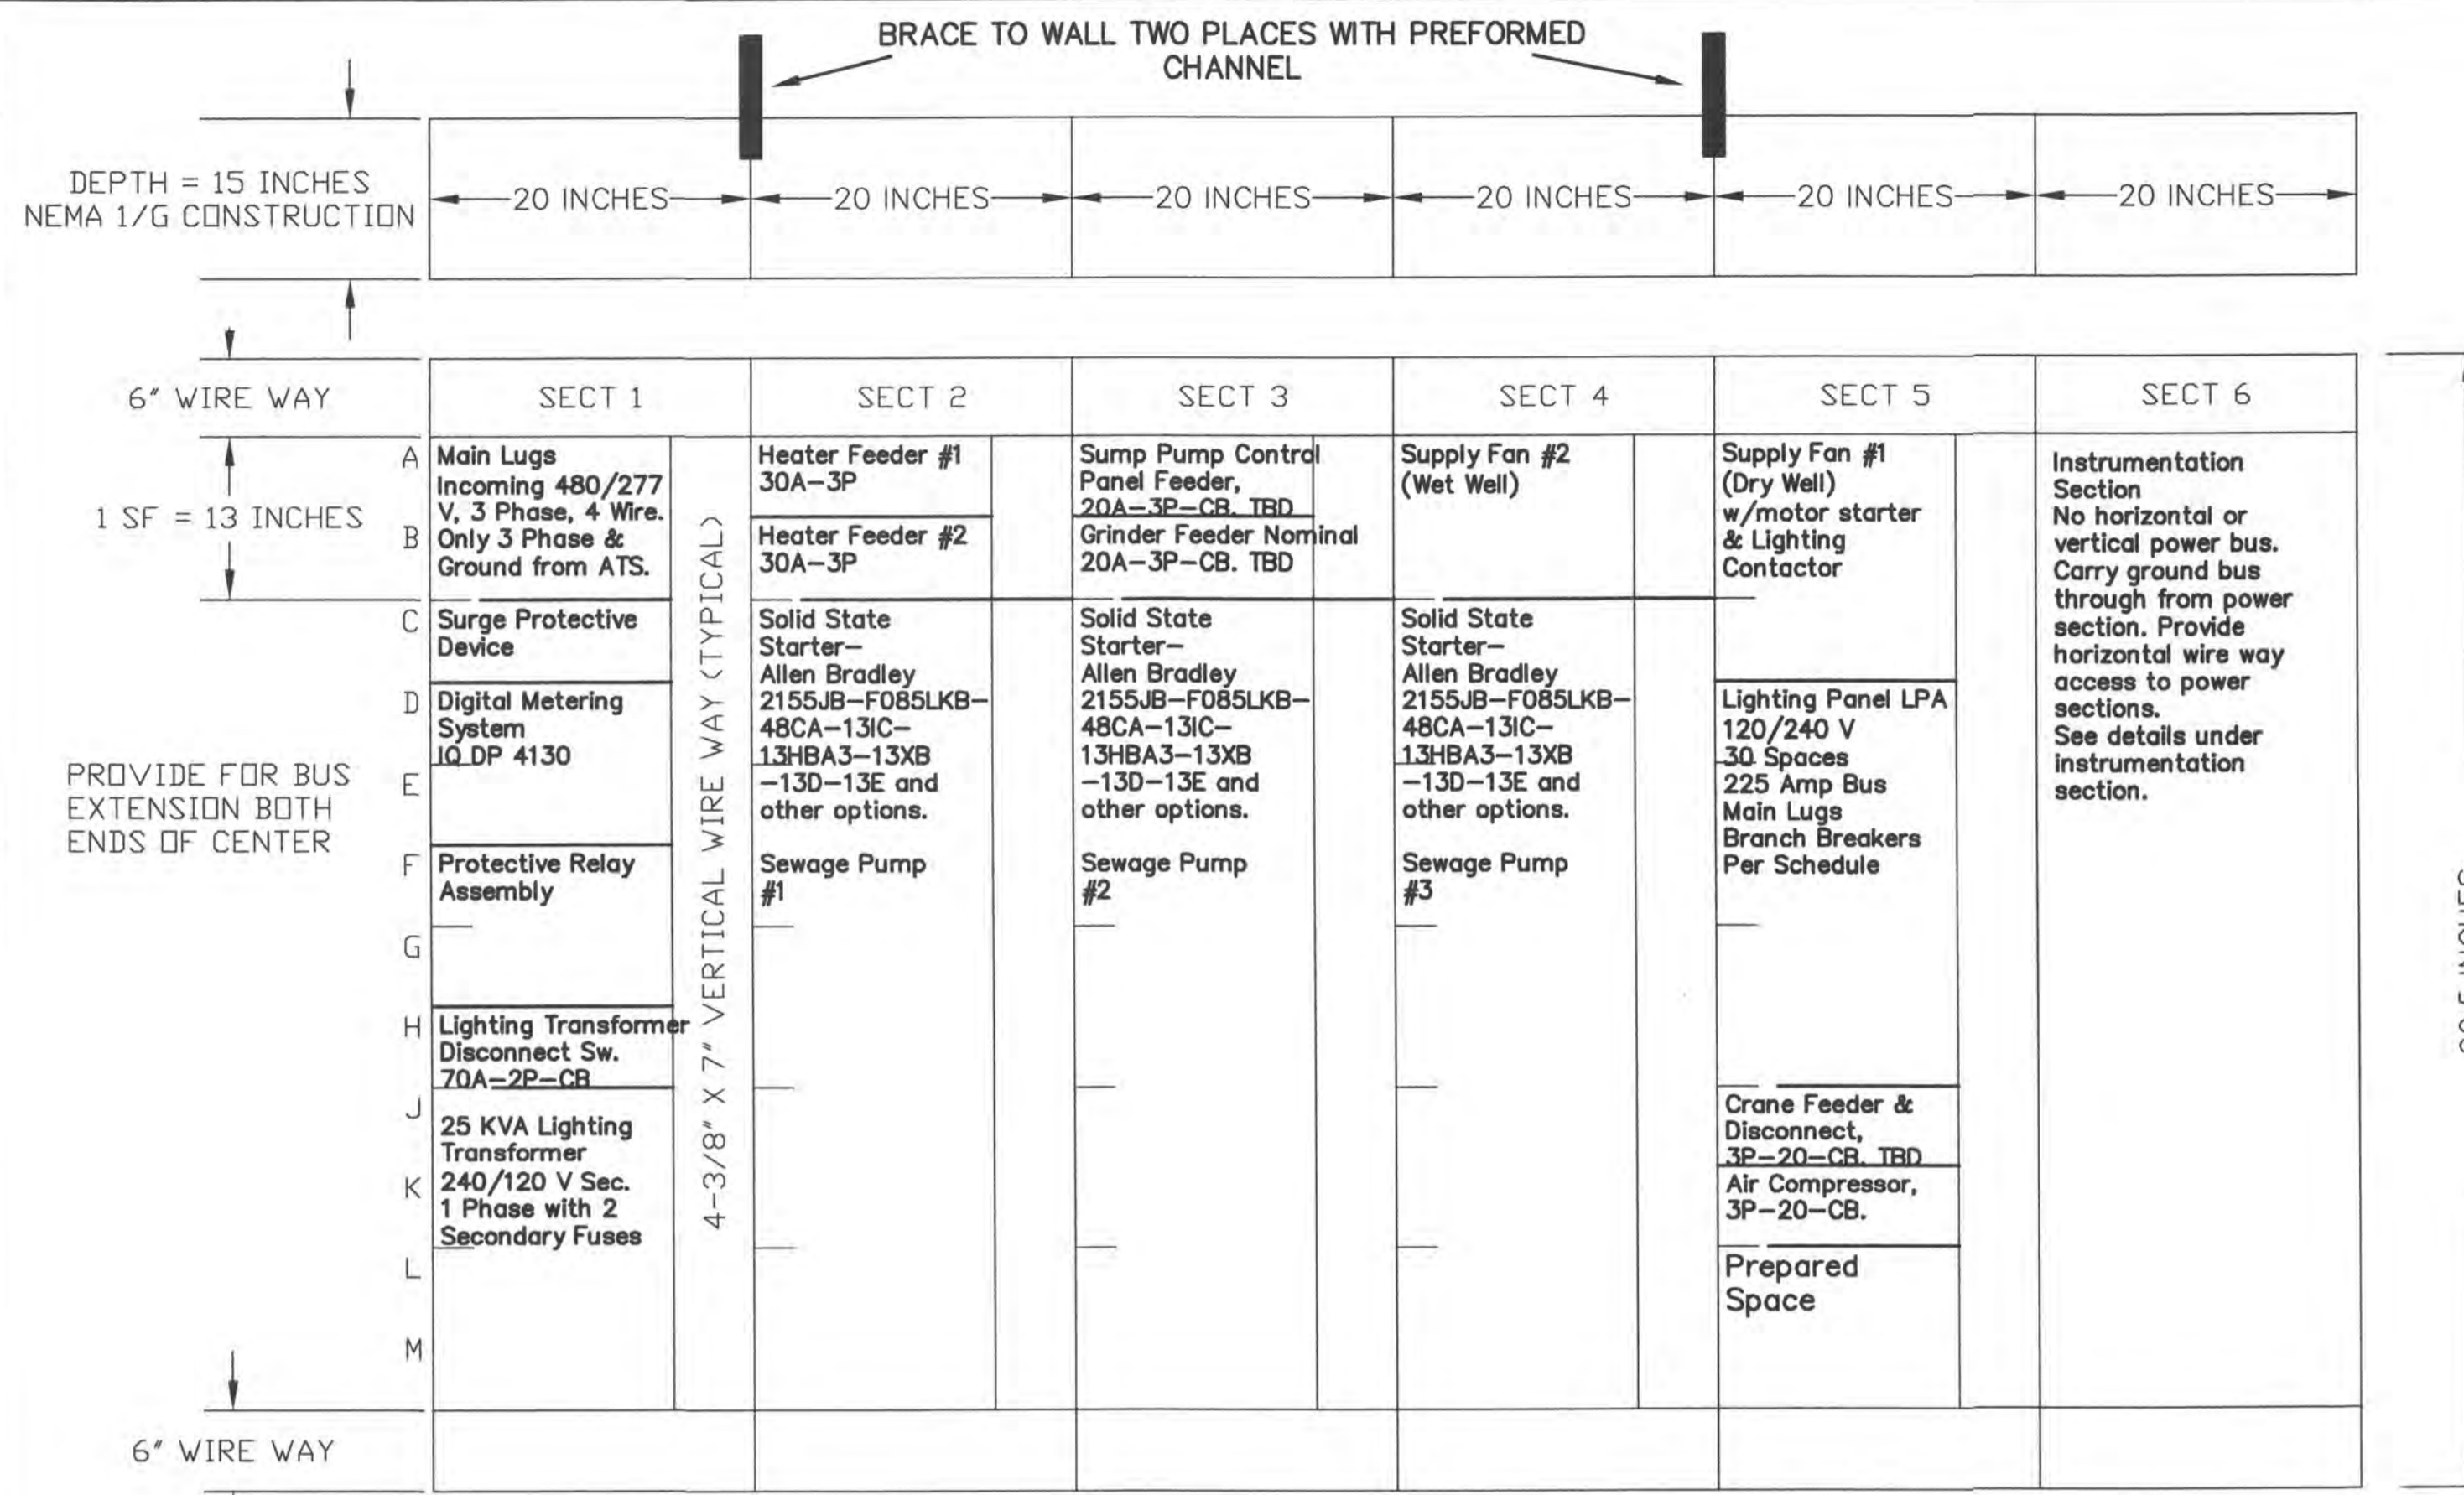 BRACE TO WALL TWO PLACES WITH PREFORMED
CHANNEL
DEPTH = 15 INCHES
NEMA 1/G CONSTRUCTION
20 INCHES
20 INCHES
20 INCHES
20 INCHES
20 INCHES
20 INCHES
6" WIRE WAY
SECT 1
SECT 2
SECT 3
SECT 4
SECT 5
SECT 6
1 SF = 13 INCHES
PROVIDE FOR BUS
EXTENSION BOTH
ENDS OF CENTER
A
B
C
D
E
F
G
H
J
K
L
M
Main Lugs
Incoming 480/277
V, 3 Phase, 4 Wire.
Only 3 Phase &
Ground from ATS.
Surge Protective
Device
Digital Metering
System
IQ DP 4130
Protective Relay
Assembly
Lighting Transformer
Disconnect Sw.
70A-2P-CB
25 KVA Lighting
Transformer
240/120 V Sec.
1 Phase with 2
Secondary Fuses
4-3/8" X 7" VERTICAL WIRE WAY (TYPICAL)
Heater Feeder #1
30A-3P
Heater Feeder #2
30A-3P
Solid State
Starter-
Allen Bradley
2155JB-F085LKB-
48CA-13IC-
13HBA3-13XB
-13D-13E and
other options.
Sewage Pump
#1
Sump Pump Control
Panel Feeder,
20A-3P-CB. TBD
Grinder Feeder Nominal
20A-3P-CB. TBD
Solid State
Starter-
Allen Bradley
2155JB-F085LKB-
48CA-13IC-
13HBA3-13XB
-13D-13E and
other options.
Sewage Pump
#2
Supply Fan #2
(Wet Well)
Solid State
Starter-
Allen Bradley
2155JB-F085LKB-
48CA-13IC-
13HBA3-13XB
-13D-13E and
other options.
Sewage Pump
#3
Supply Fan #1
(Dry Well)
w/motor starter
& Lighting
Contactor
Lighting Panel LPA
120/240 V
30 Spaces
225 Amp Bus
Main Lugs
Branch Breakers
Per Schedule
Crane Feeder &
Disconnect,
3P-20-CB. TBD
Air Compressor,
3P-20-CB.
Prepared
Space
Instrumentation
Section
No horizontal or
vertical power bus.
Carry ground bus
through from power
section. Provide
horizontal wire way
access to power
sections.
See details under
instrumentation
section.
6" WIRE WAY